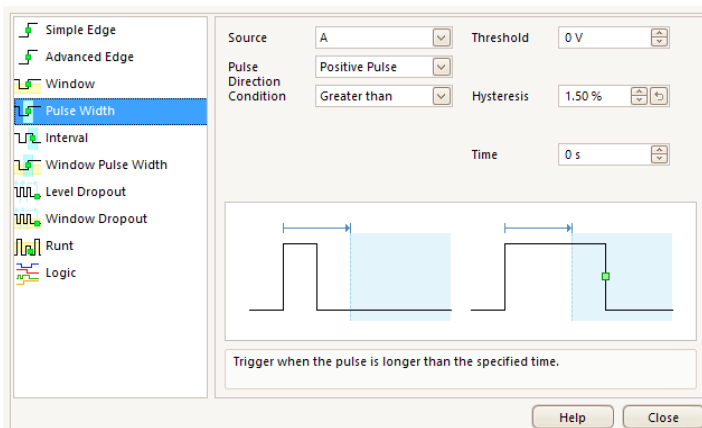 Simple Edge
Advanced Edge
Window
Pulse Width
Interval
Window Pulse Width
Level Dropout
Window Dropout
Runt
Logic
Source A Threshold 0 V
Pulse Direction Positive Pulse
Condition Greater than Hysteresis 1.50 %
Time 0 s
Trigger when the pulse is longer than the specified time.
Help Close